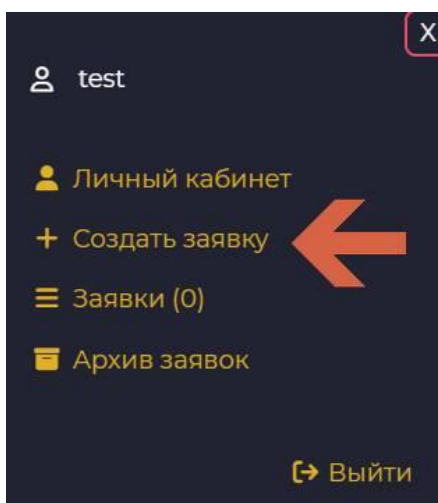 X
test
Личный кабинет
Создать заявку
Заявки (0)
Архив заявок
Выйти